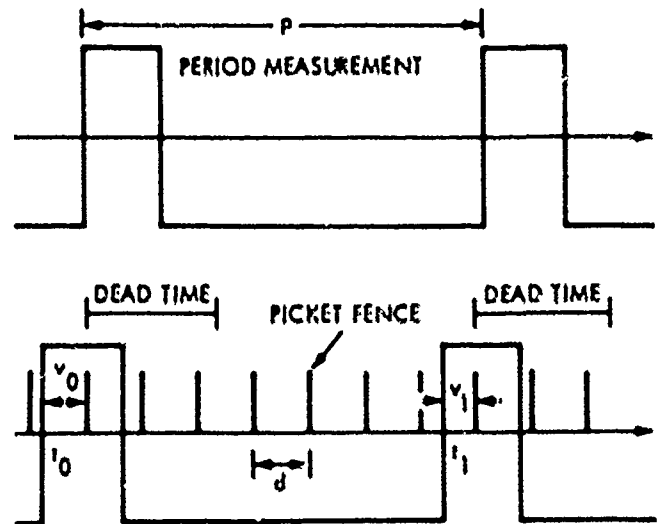 P
PERIOD MEASUREMENT
DEAD TIME
DEAD TIME
PICKET FENCE
v0
v1
t0
d
t1